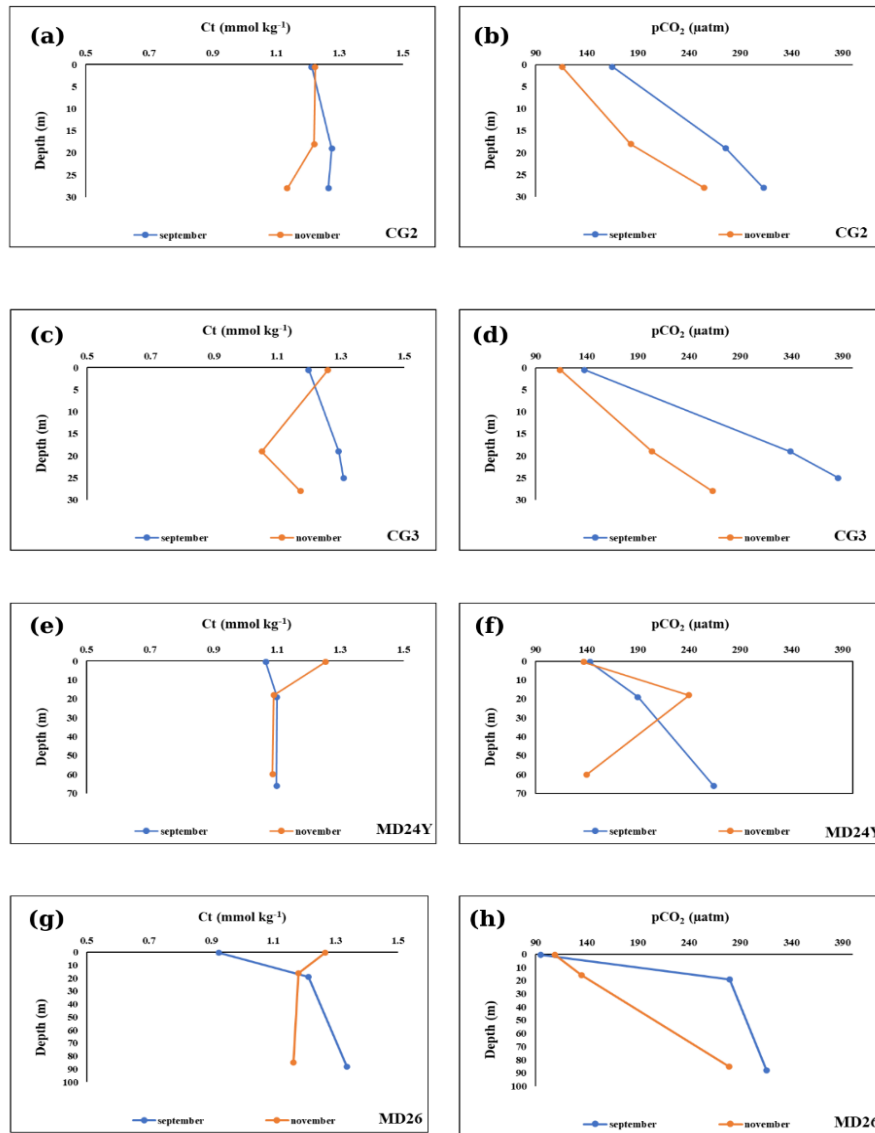 (a) Ct (mmol kg⁻¹)
0.5 0.7 0.9 1.1 1.3 1.5
0
5
10
15
20
25
30
Depth (m)
september november CG2
(b) pCO₂ (µatm)
90 140 190 240 290 340 390
0
5
10
15
20
25
30
Depth (m)
september november CG2
(c) Ct (mmol kg⁻¹)
0.5 0.7 0.9 1.1 1.3 1.5
0
5
10
15
20
25
30
Depth (m)
september november CG3
(d) pCO₂ (µatm)
90 140 190 240 290 340 390
0
5
10
15
20
25
30
Depth (m)
september november CG3
(e) Ct (mmol kg⁻¹)
0.5 0.7 0.9 1.1 1.3 1.5
0
10
20
30
40
50
60
70
Depth (m)
september november MD24Y
(f) pCO₂ (µatm)
90 140 190 240 290 340 390
0
10
20
30
40
50
60
70
Depth (m)
september november MD24Y
(g) Ct (mmol kg⁻¹)
0.5 0.7 0.9 1.1 1.3 1.5
0
10
20
30
40
50
60
70
80
90
100
Depth (m)
september november MD26
(h) pCO₂ (µatm)
90 140 190 240 290 340 390
0
10
20
30
40
50
60
70
80
90
100
Depth (m)
september november MD26